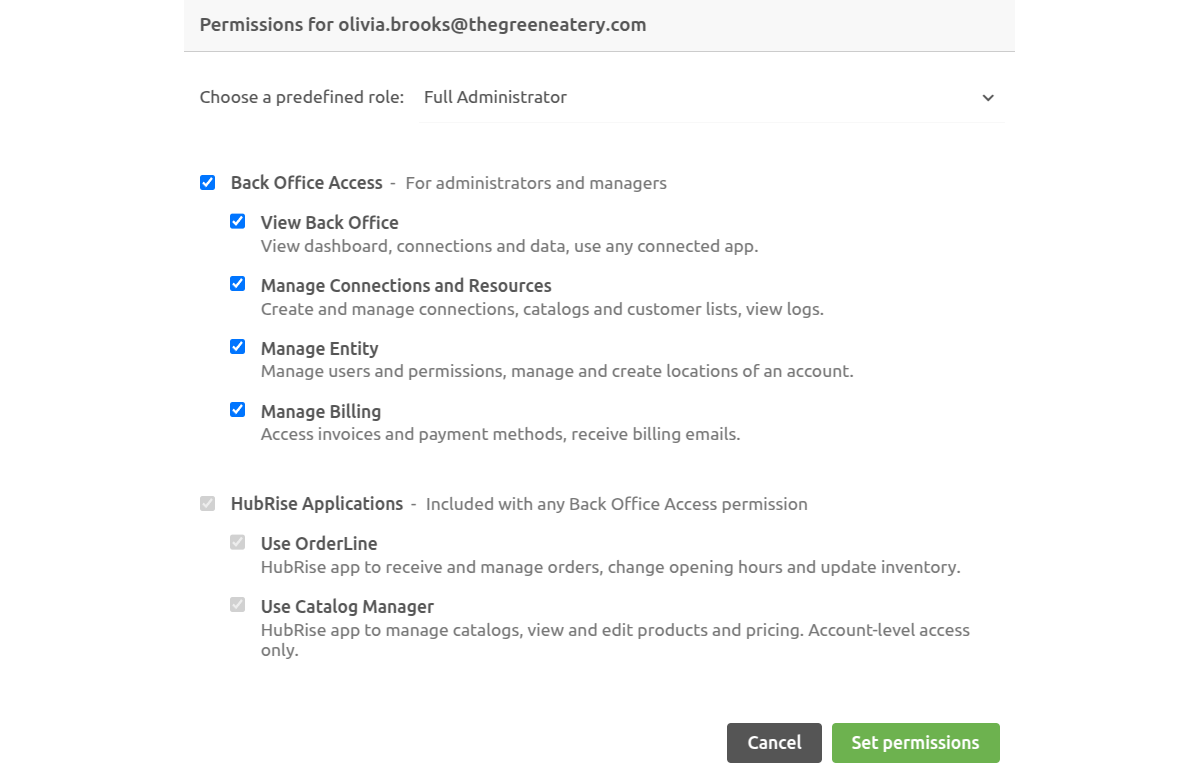 Permissions for olivia.brooks@thegreeneatery.com
Choose a predefined role: Full Administrator
Back Office Access - For administrators and managers
View Back Office
View dashboard, connections and data, use any connected app.
Manage Connections and Resources
Create and manage connections, catalogs and customer lists, view logs.
Manage Entity
Manage users and permissions, manage and create locations of an account.
Manage Billing
Access invoices and payment methods, receive billing emails.
HubRise Applications - Included with any Back Office Access permission
Use OrderLine
HubRise app to receive and manage orders, change opening hours and update inventory.
Use Catalog Manager
HubRise app to manage catalogs, view and edit products and pricing. Account-level access
only.
Cancel Set permissions